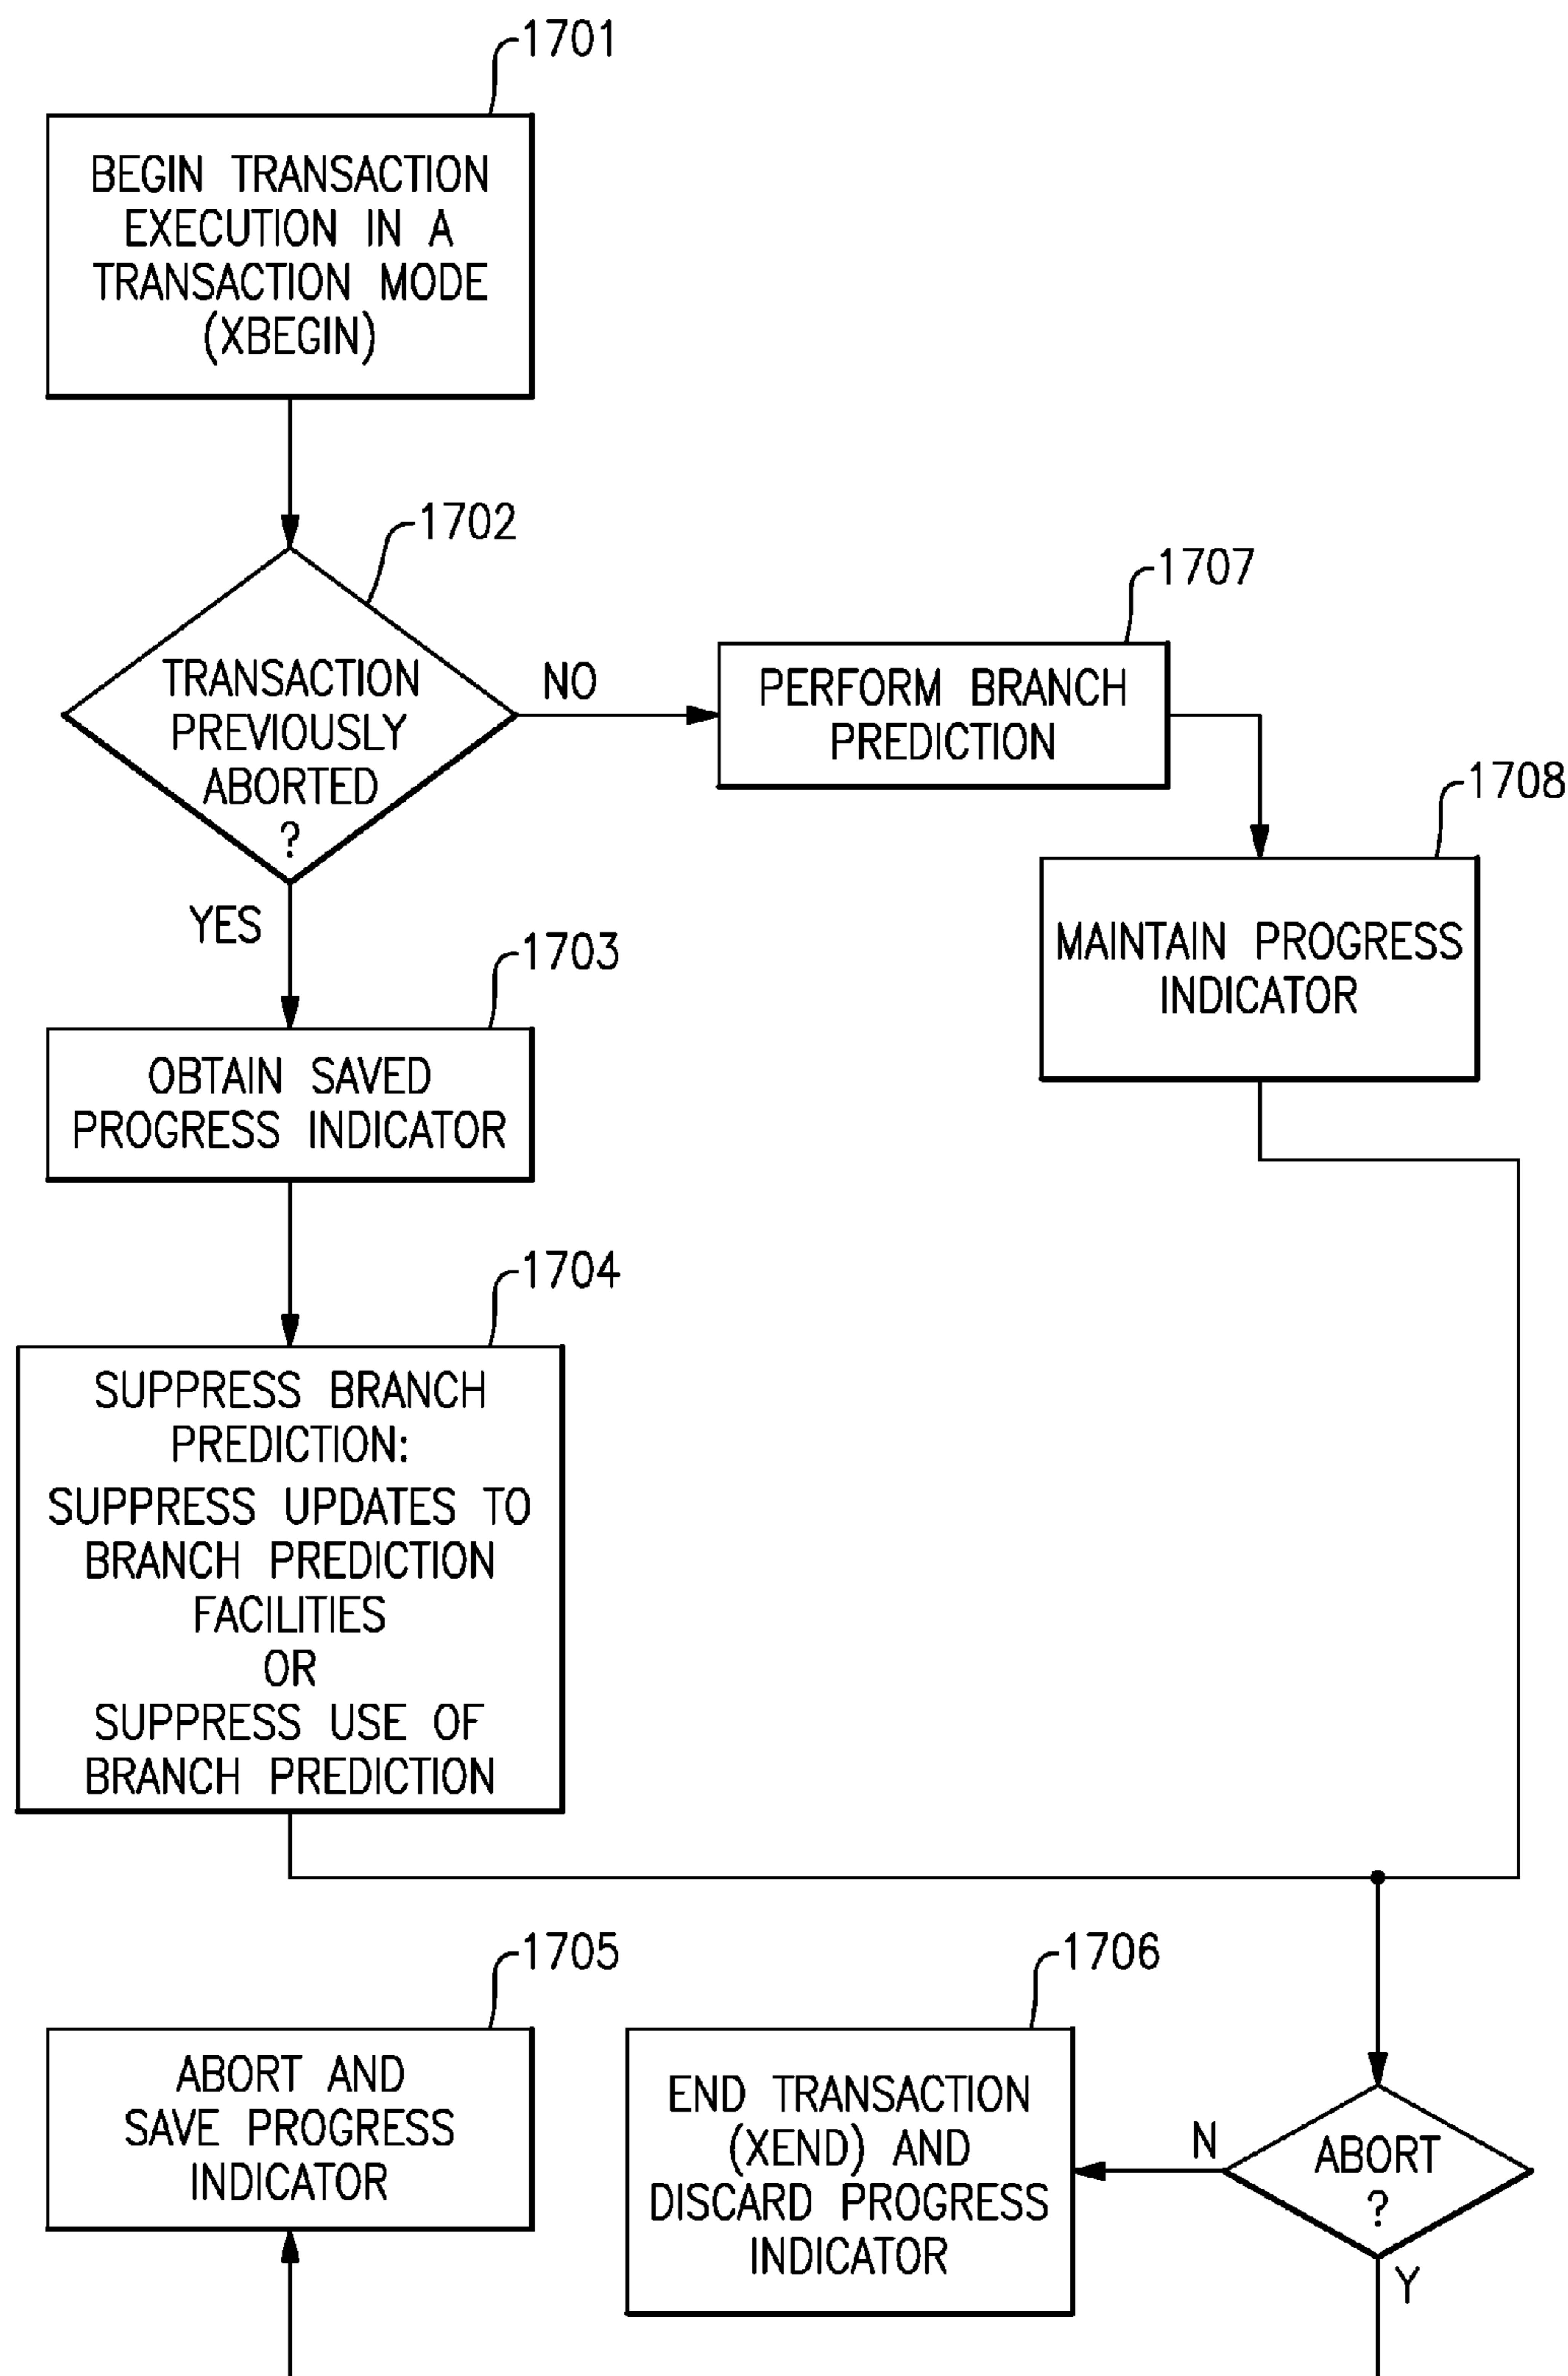 1701
BEGIN TRANSACTION
EXECUTION IN A
TRANSACTION MODE
(XBEGIN)
1702
TRANSACTION
PREVIOUSLY
ABORTED
?
NO
YES
1707
PERFORM BRANCH
PREDICTION
1708
MAINTAIN PROGRESS
INDICATOR
1703
OBTAIN SAVED
PROGRESS INDICATOR
1704
SUPPRESS BRANCH
PREDICTION:
SUPPRESS UPDATES TO
BRANCH PREDICTION
FACILITIES
OR
SUPPRESS USE OF
BRANCH PREDICTION
1705
ABORT AND
SAVE PROGRESS
INDICATOR
1706
END TRANSACTION
(XEND) AND
DISCARD PROGRESS
INDICATOR
N
ABORT
?
Y